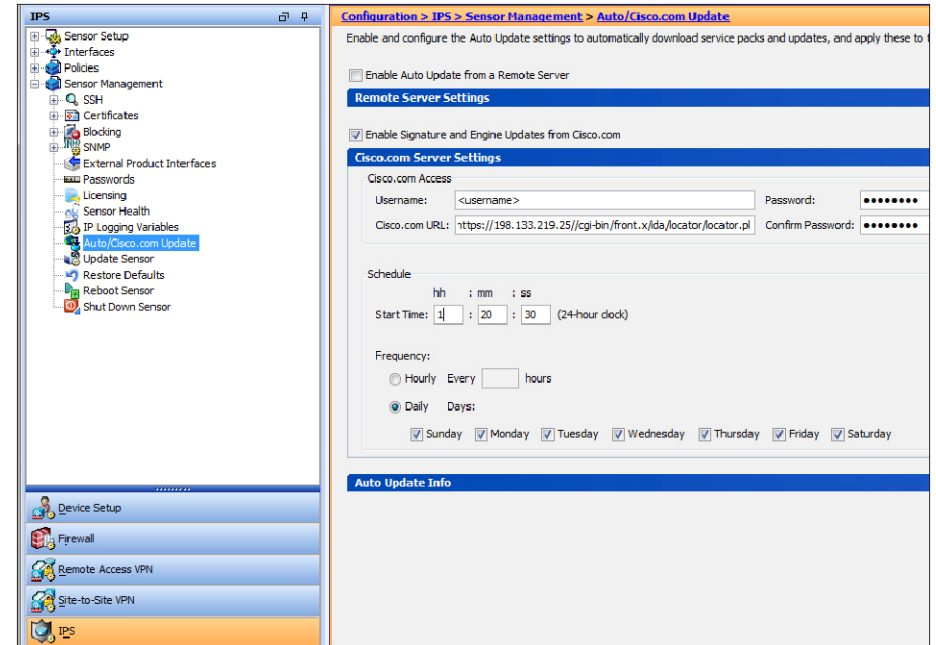 IPS
Sensor Setup
Interfaces
Policies
Sensor Management
SSH
Certificates
Blocking
SNMP
External Product Interfaces
Passwords
Licensing
Sensor Health
IP Logging Variables
Auto/Cisco.com Update
Update Sensor
Restore Defaults
Reboot Sensor
Shut Down Sensor
Device Setup
Firewall
Remote Access VPN
Site-to-Site VPN
IPS
Configuration > IPS > Sensor Management > Auto/Cisco.com Update
Enable and configure the Auto Update settings to automatically download service packs and updates, and apply these to
Enable Auto Update from a Remote Server
Remote Server Settings
Enable Signature and Engine Updates from Cisco.com
Cisco.com Server Settings
Cisco.com Access
Username: <username> Password: ●●●●●●●●
Cisco.com URL: https://198.133.219.25//cgi-bin/front.x/ida/locator/locator.pl Confirm Password: ●●●●●●●●
Schedule
hh : mm : ss
Start Time: 1 : 20 : 30 (24-hour clock)
Frequency:
Hourly Every hours
Daily Days:
Sunday Monday Tuesday Wednesday Thursday Friday Saturday
Auto Update Info